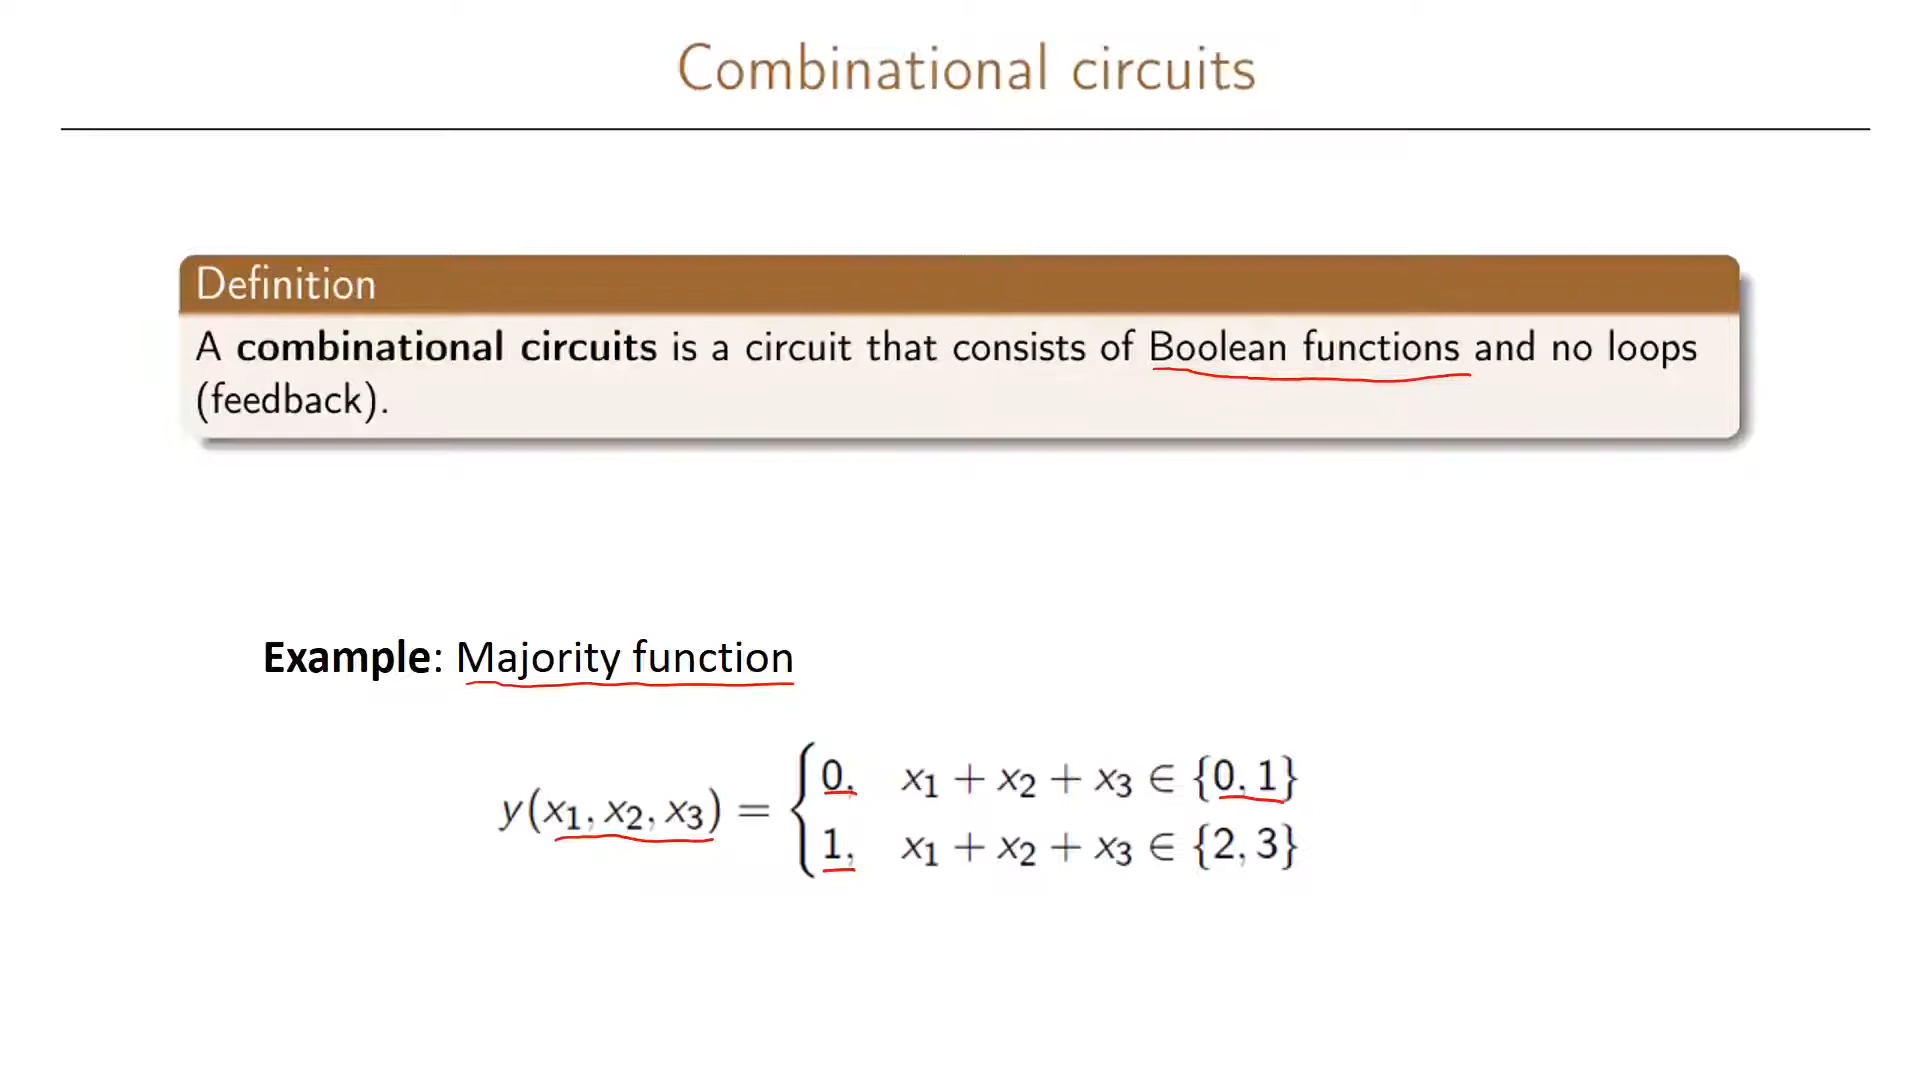 Combinational circuits
Definition
A combinational circuits is a circuit that consists of Boolean functions and no loops
(feedback).
Example: Majority function
y(x₁, x₂, x₃) = { 0, x₁ + x₂ + x₃ ∈ {0, 1}
1, x₁ + x₂ + x₃ ∈ {2, 3}